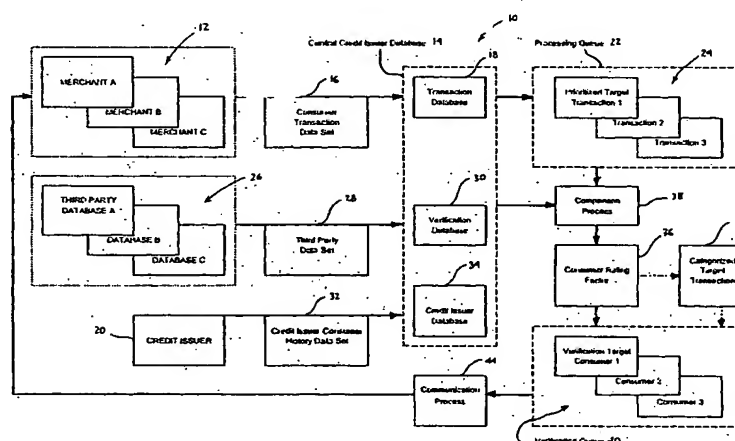 10
12
MERCHANT A
MERCHANT B
MERCHANT C
16
Consumer
Transaction
Data Set
Central Credit Issuer Database 14
18
Transaction
Database
Processing Queue 22
24
Prioritized Target
Transaction 1
Transaction 2
Transaction 3
26
THIRD PARTY
DATABASE A
DATABASE B
DATABASE C
28
Third Party
Data Set
30
Verification
Database
Comparison
Process
38
36
Consumer Rating
Factor
Categorized
Target
Transaction
20
CREDIT ISSUER
32
Credit Issuer Consumer
History Data Set
34
Credit Issuer
Database
44
Communication
Process
Verification Target
Consumer 1
Consumer 2
Consumer 3